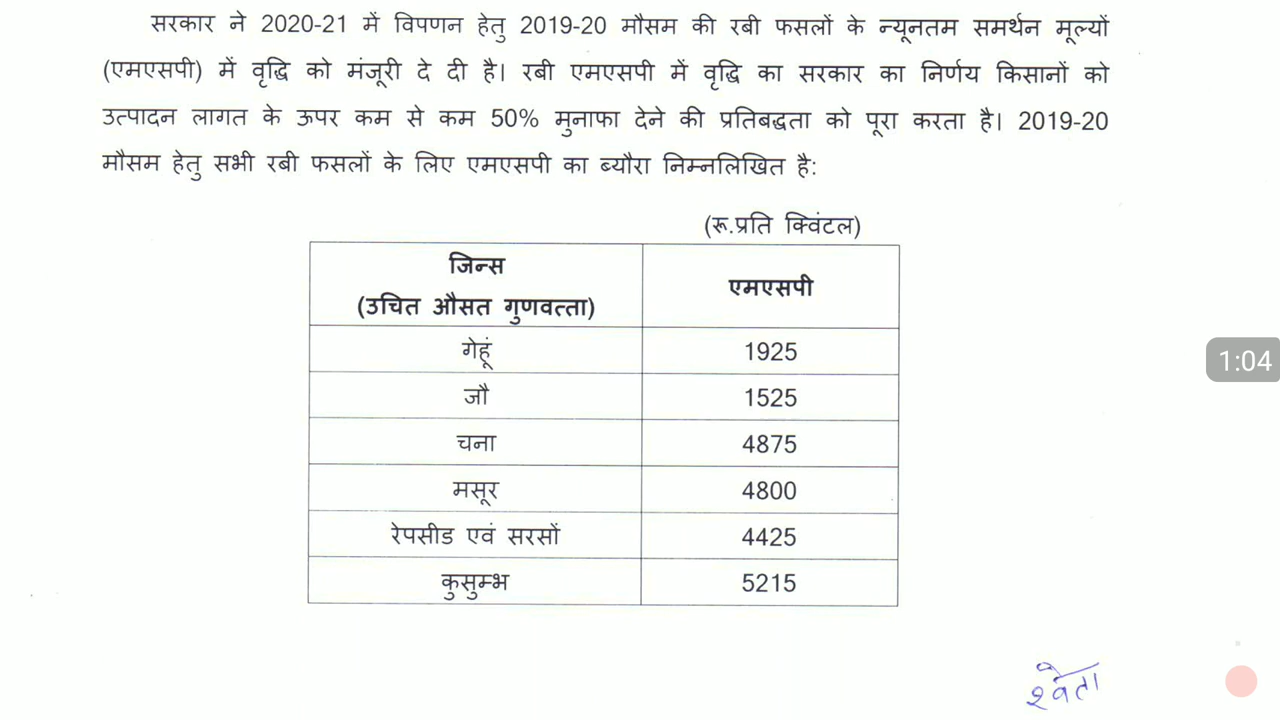 सरकार ने 2020-21 में विपणन हेतु 2019-20 मौसम की रबी फसलों के न्यूनतम समर्थन मूल्यों
(एमएसपी) में वृद्धि को मंजूरी दे दी है। रबी एमएसपी में वृद्धि का सरकार का निर्णय किसानों को
उत्पादन लागत के ऊपर कम से कम 50% मुनाफा देने की प्रतिबद्धता को पूरा करता है। 2019-20
मौसम हेतु सभी रबी फसलों के लिए एमएसपी का ब्यौरा निम्नलिखित है:
(रू.प्रति क्विंटल)
जिन्स
(उचित औसत गुणवत्ता) एमएसपी
गेहूं 1925
जौ 1525
चना 4875
मसूर 4800
रेपसीड एवं सरसों 4425
कुसुम्भ 5215
1:04
श्वेता